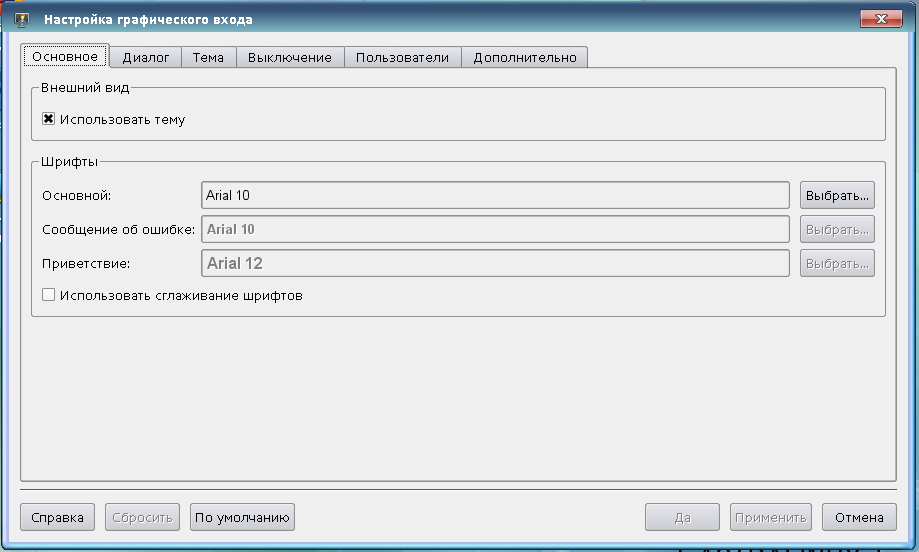 Настройка графического входа
Основное Диалог Тема Выключение Пользователи Дополнительно
Внешний вид
Использовать тему
Шрифты
Основной: Arial 10 Выбрать...
Сообщение об ошибке: Arial 10 Выбрать...
Приветствие: Arial 12 Выбрать...
Использовать сглаживание шрифтов
Справка Сбросить По умолчанию Да Применить Отмена